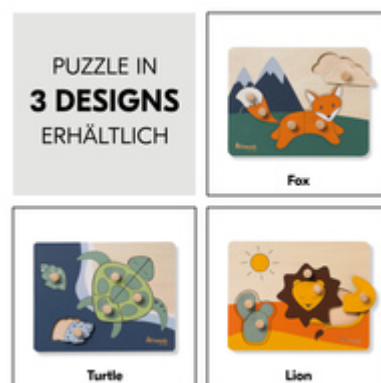 PUZZLE IN
3 DESIGNS
ERHÄLTLICH
Fox
Turtle
Lion